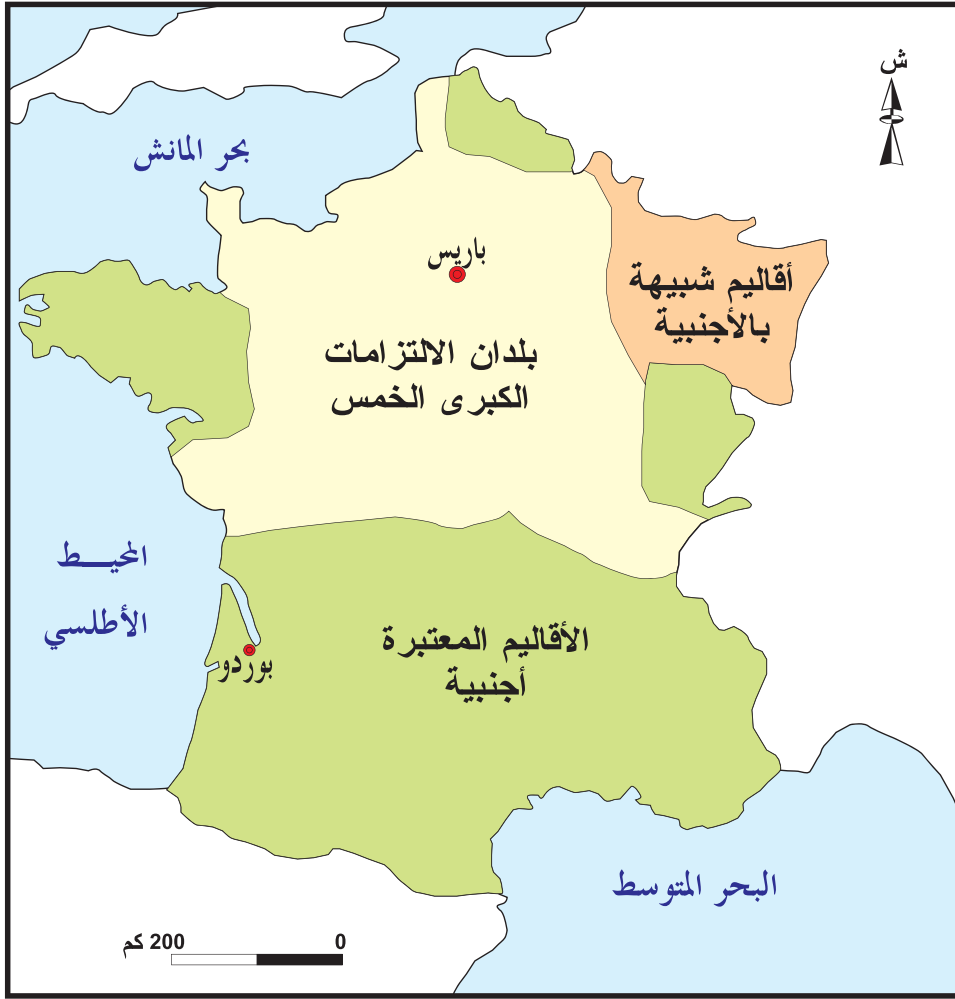 ش
بحر المانش
باريس
أقاليم شبيهة
بالأجنبية
بلدان الالتزامات
الكبرى الخمس
المحيـــط
الأطلسي
الأقاليم المعتبرة
أجنبية
بوردو
البحر المتوسط
0 200 كم